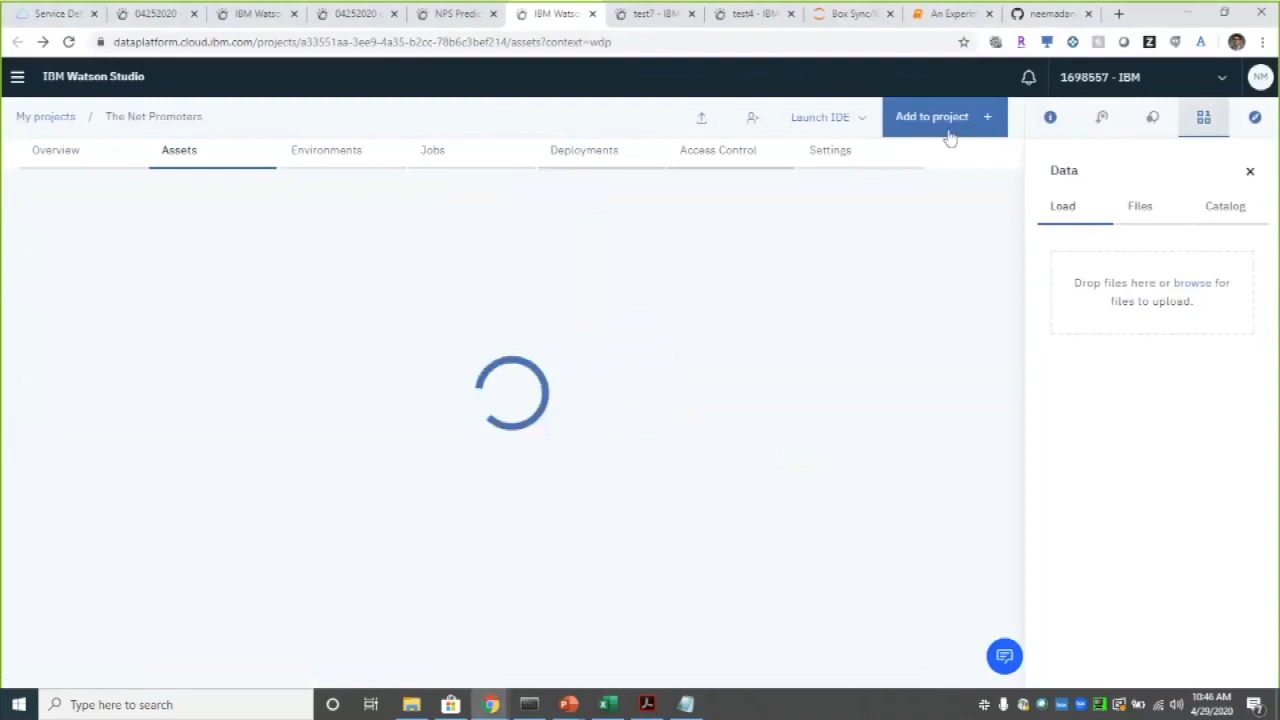 Service Det
04252020 -
IBM Watso
04252020 c
NPS Predic
IBM Watso
test7 - IBM
test4 - IBM
Box Sync/
An Experim
neemadan
dataplatform.cloud.ibm.com/projects/a33551aa-3ee9-4a35-b2cc-78b6c3bef214/assets?context=wdp
IBM Watson Studio
1698557 - IBM
NM
My projects / The Net Promoters
Launch IDE
Add to project +
Overview
Assets
Environments
Jobs
Deployments
Access Control
Settings
Data
Load
Files
Catalog
Drop files here or browse for
files to upload.
Type here to search
10:46 AM
4/29/2020